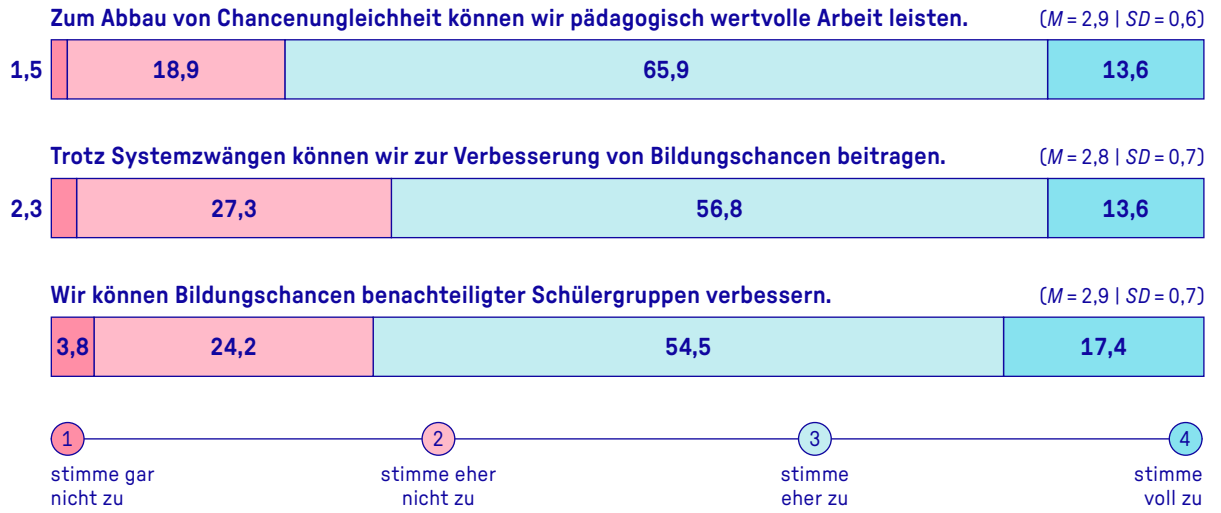 Zum Abbau von Chancenungleichheit können wir pädagogisch wertvolle Arbeit leisten. (M = 2,9 | SD = 0,6)
1,5 18,9 65,9 13,6
Trotz Systemzwängen können wir zur Verbesserung von Bildungschancen beitragen. (M = 2,8 | SD = 0,7)
2,3 27,3 56,8 13,6
Wir können Bildungschancen benachteiligter Schülergruppen verbessern. (M = 2,9 | SD = 0,7)
3,8 24,2 54,5 17,4
1 2 3 4
stimme gar stimme eher stimme stimme
nicht zu nicht zu eher zu voll zu